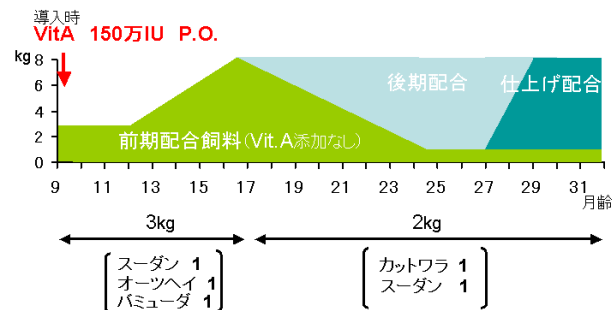 導入時
VitA 150万IU P.O.
kg
8
6
4
2
0
後期配合
仕上げ配合
前期配合飼料(Vit.A添加なし)
9 11 13 15 17 19 21 23 25 27 29 31
月齢
3kg 2kg
スーダン 1
オーツヘイ 1
バミューダ 1
カットワラ 1
スーダン 1